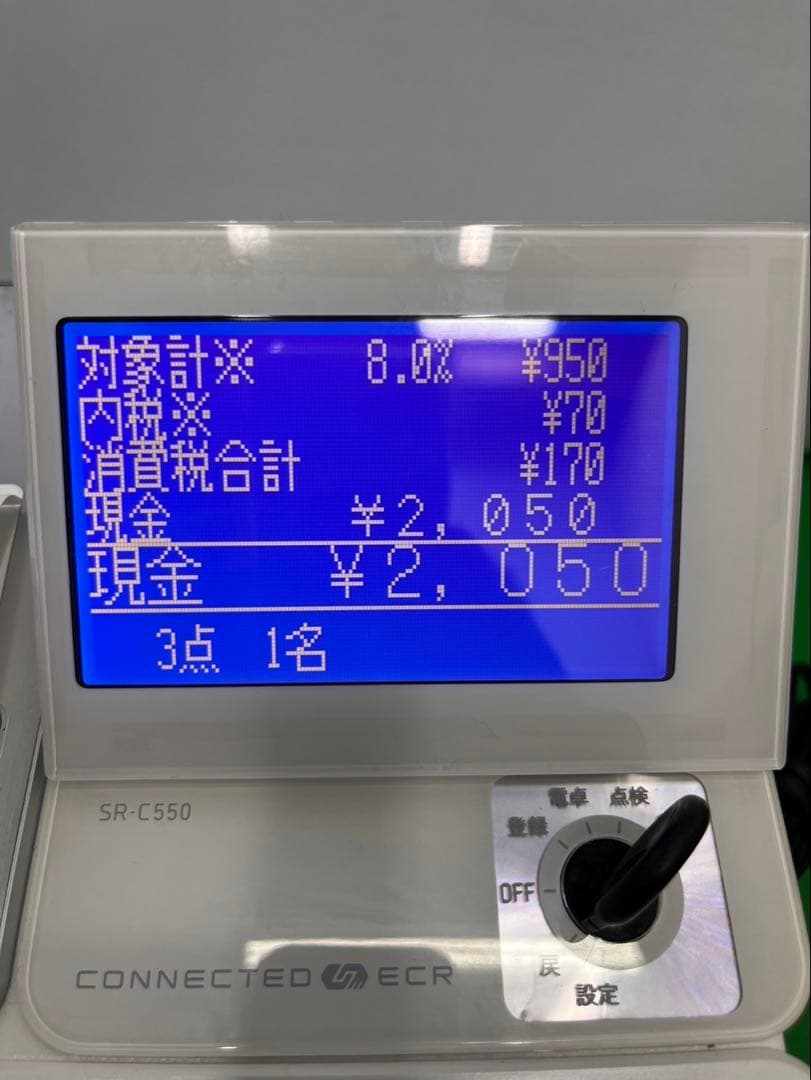 対象計※ 8.0% ¥950
内税※ ¥70
消費税合計 ¥170
現金 ¥2,050
現金 ¥2,050
3点 1名
SR-C550
電卓 点検
登録
OFF
戻
設定
CONNECTED ECR